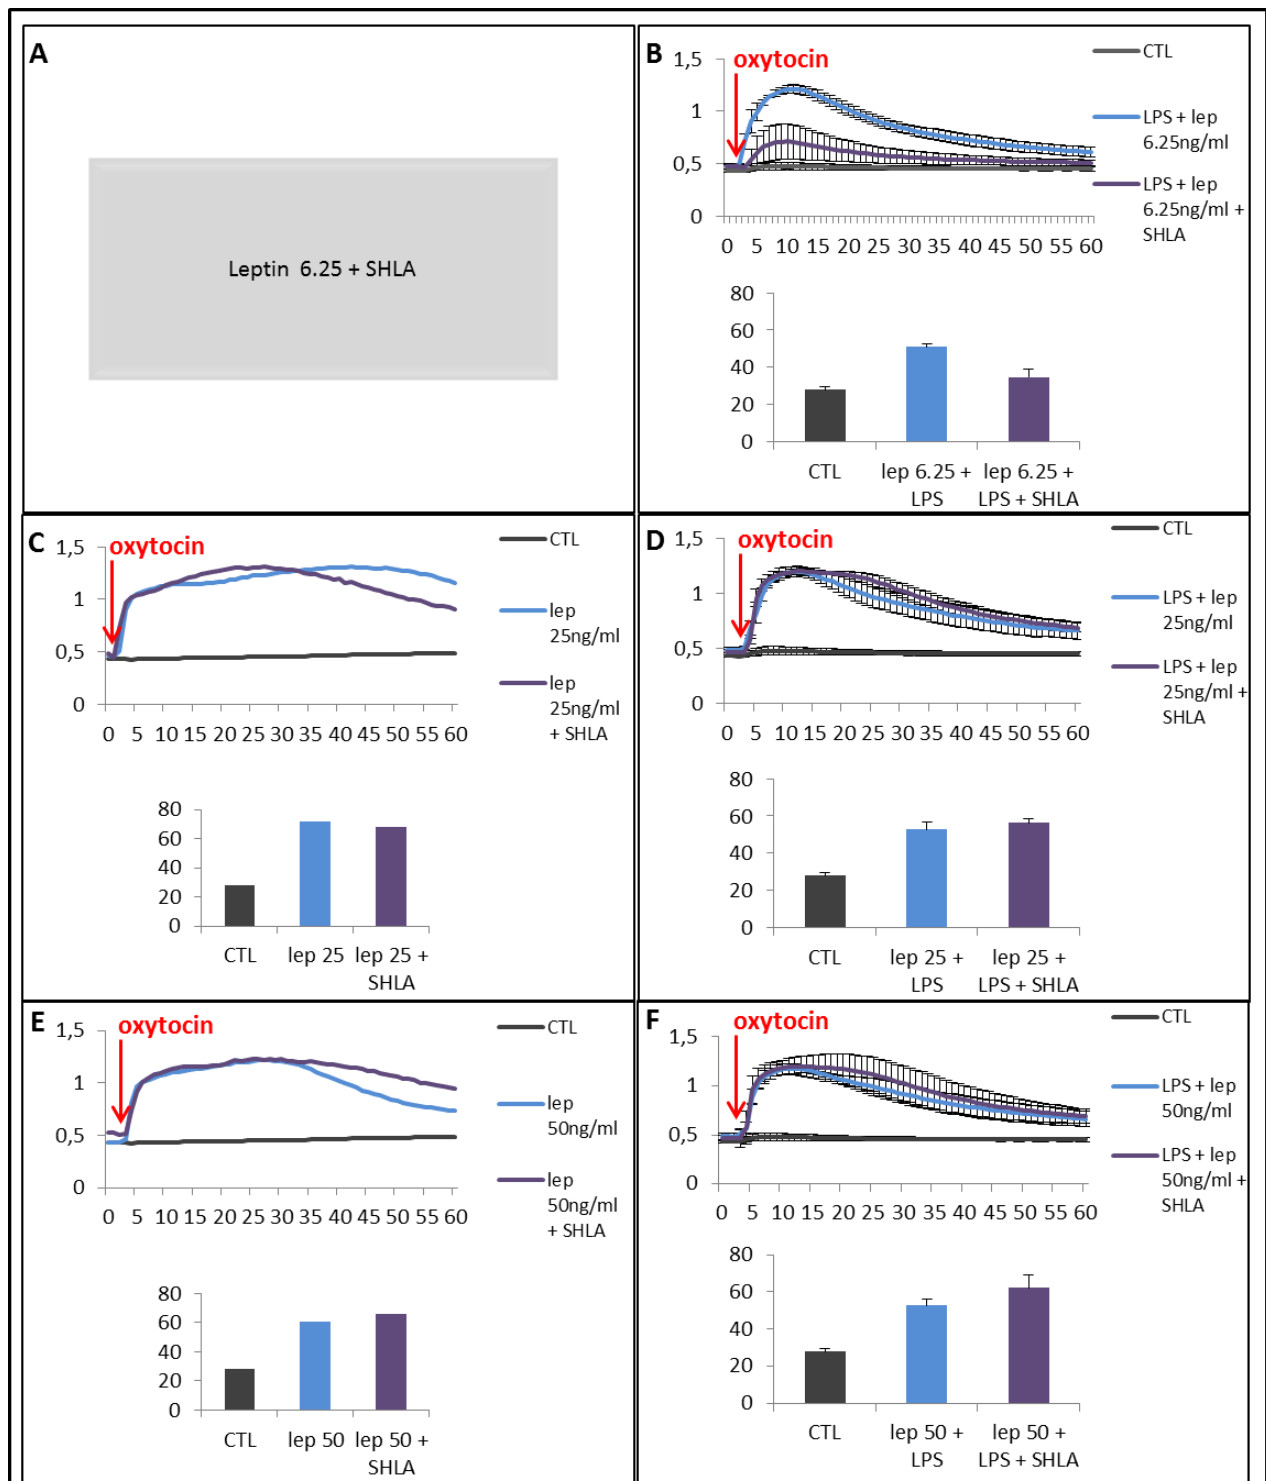 A
Leptin 6.25 + SHLA
B
oxytocin
1,5
1
0,5
0
0 5 10 15 20 25 30 35 40 45 50 55 60
CTL
LPS + lep
6.25ng/ml
LPS + lep
6.25ng/ml +
SHLA
80
60
40
20
0
CTL
lep 6.25 +
LPS
lep 6.25 +
LPS + SHLA
C
oxytocin
1,5
1
0,5
0
0 5 10 15 20 25 30 35 40 45 50 55 60
CTL
lep
25ng/ml
lep
25ng/ml
+ SHLA
80
60
40
20
0
CTL
lep 25
lep 25 +
SHLA
D
oxytocin
1,5
1
0,5
0
0 5 10 15 20 25 30 35 40 45 50 55 60
CTL
LPS + lep
25ng/ml
LPS + lep
25ng/ml +
SHLA
80
60
40
20
0
CTL
lep 25 +
LPS
lep 25 +
LPS + SHLA
E
oxytocin
1,5
1
0,5
0
0 5 10 15 20 25 30 35 40 45 50 55 60
CTL
lep
50ng/ml
lep
50ng/ml
+ SHLA
80
60
40
20
0
CTL
lep 50
lep 50 +
SHLA
F
oxytocin
1,5
1
0,5
0
0 5 10 15 20 25 30 35 40 45 50 55 60
CTL
LPS + lep
50ng/ml
LPS + lep
50ng/ml +
SHLA
80
60
40
20
0
CTL
lep 50 +
LPS
lep 50 +
LPS + SHLA